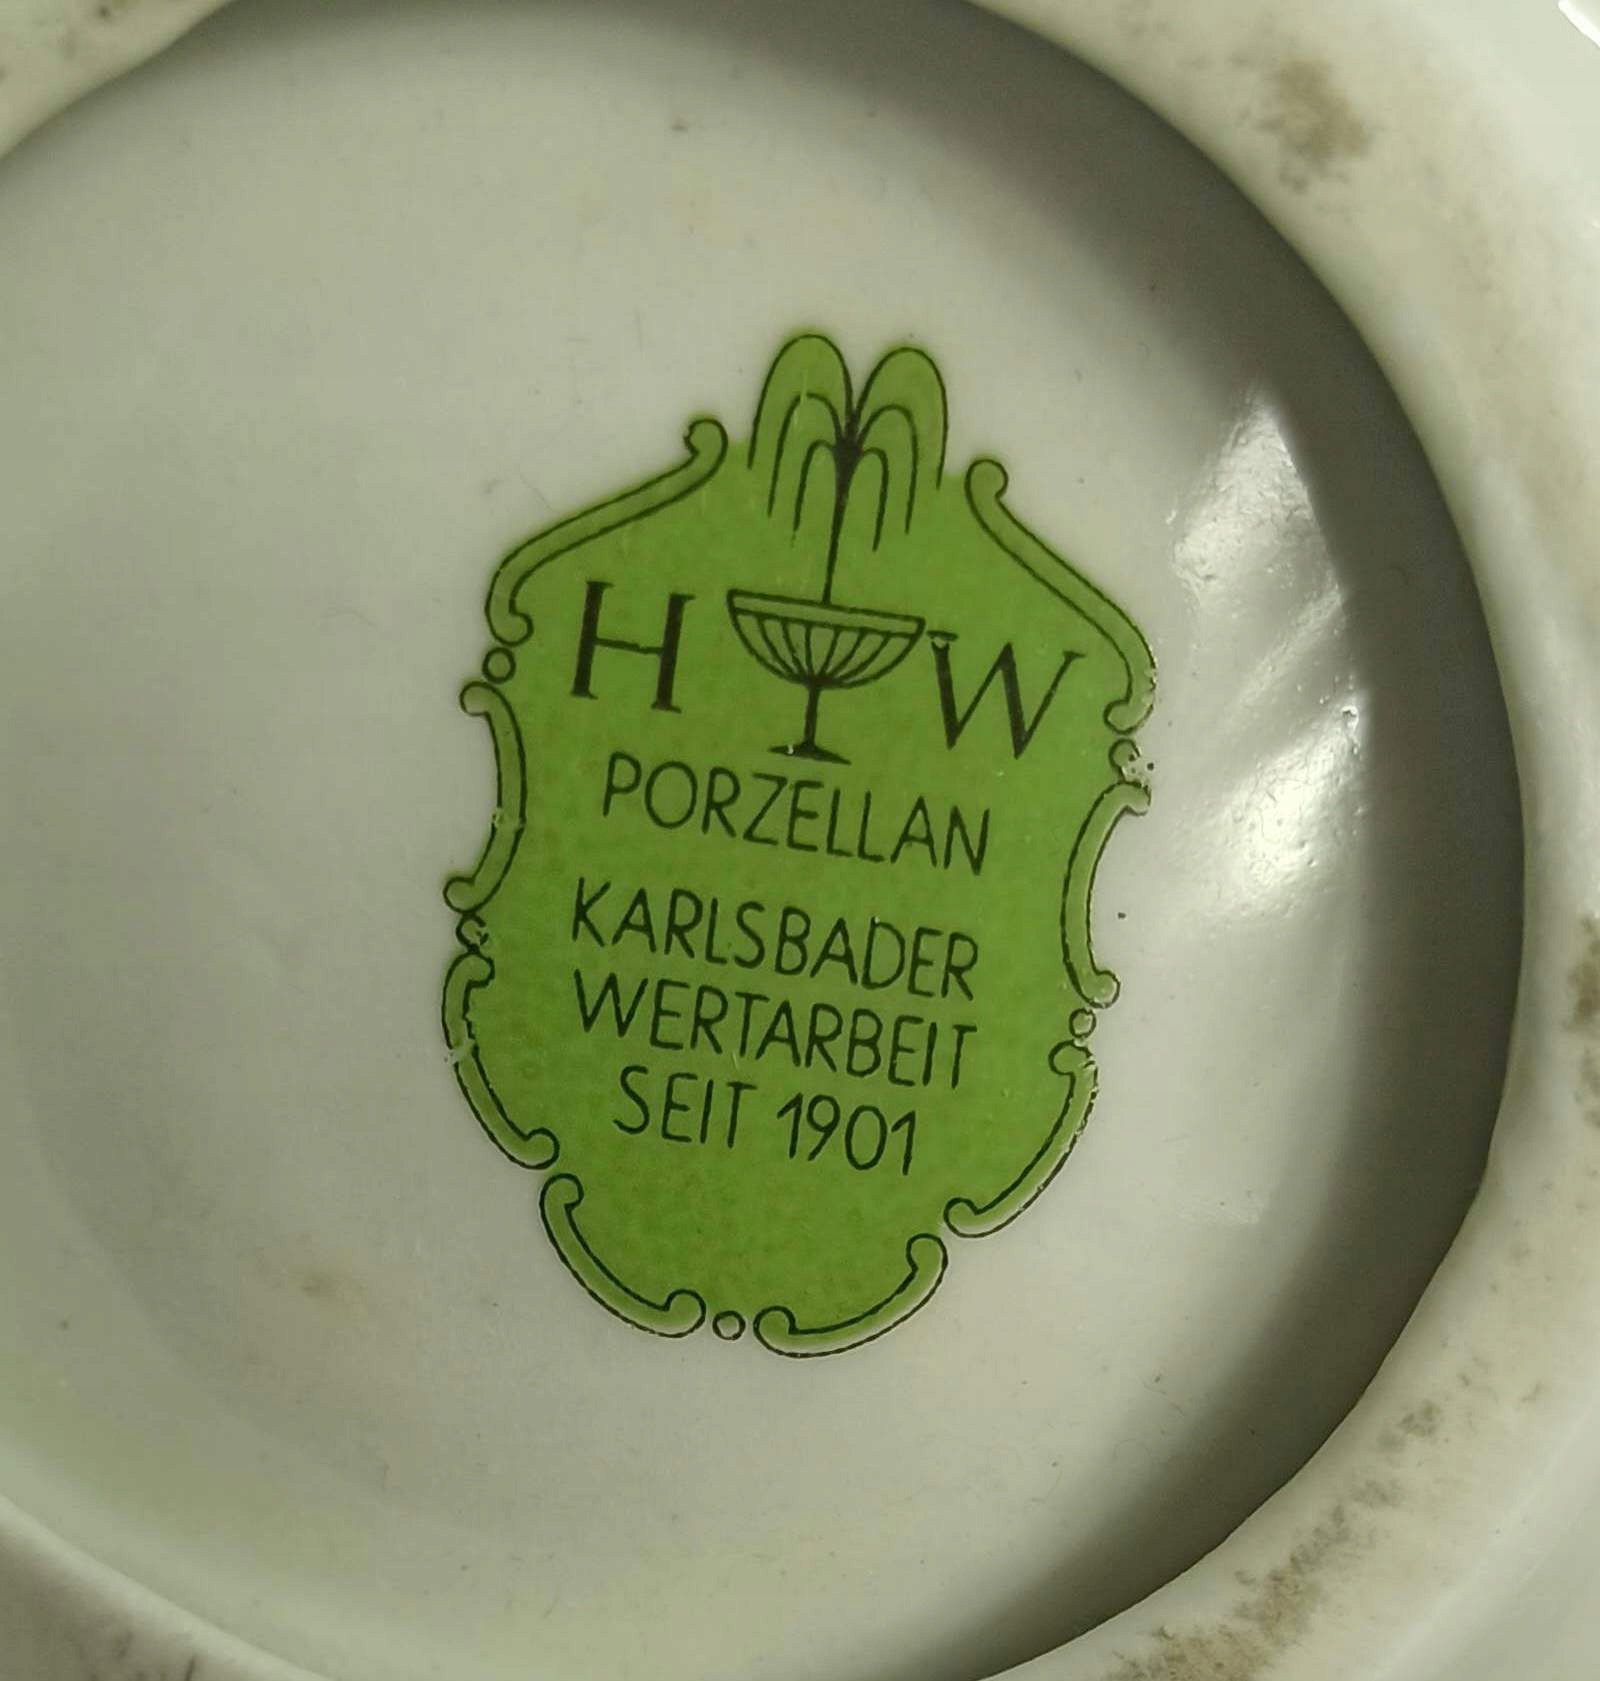 H W
PORZELLAN
KARLSBADER
WERTARBEIT
SEIT 1901